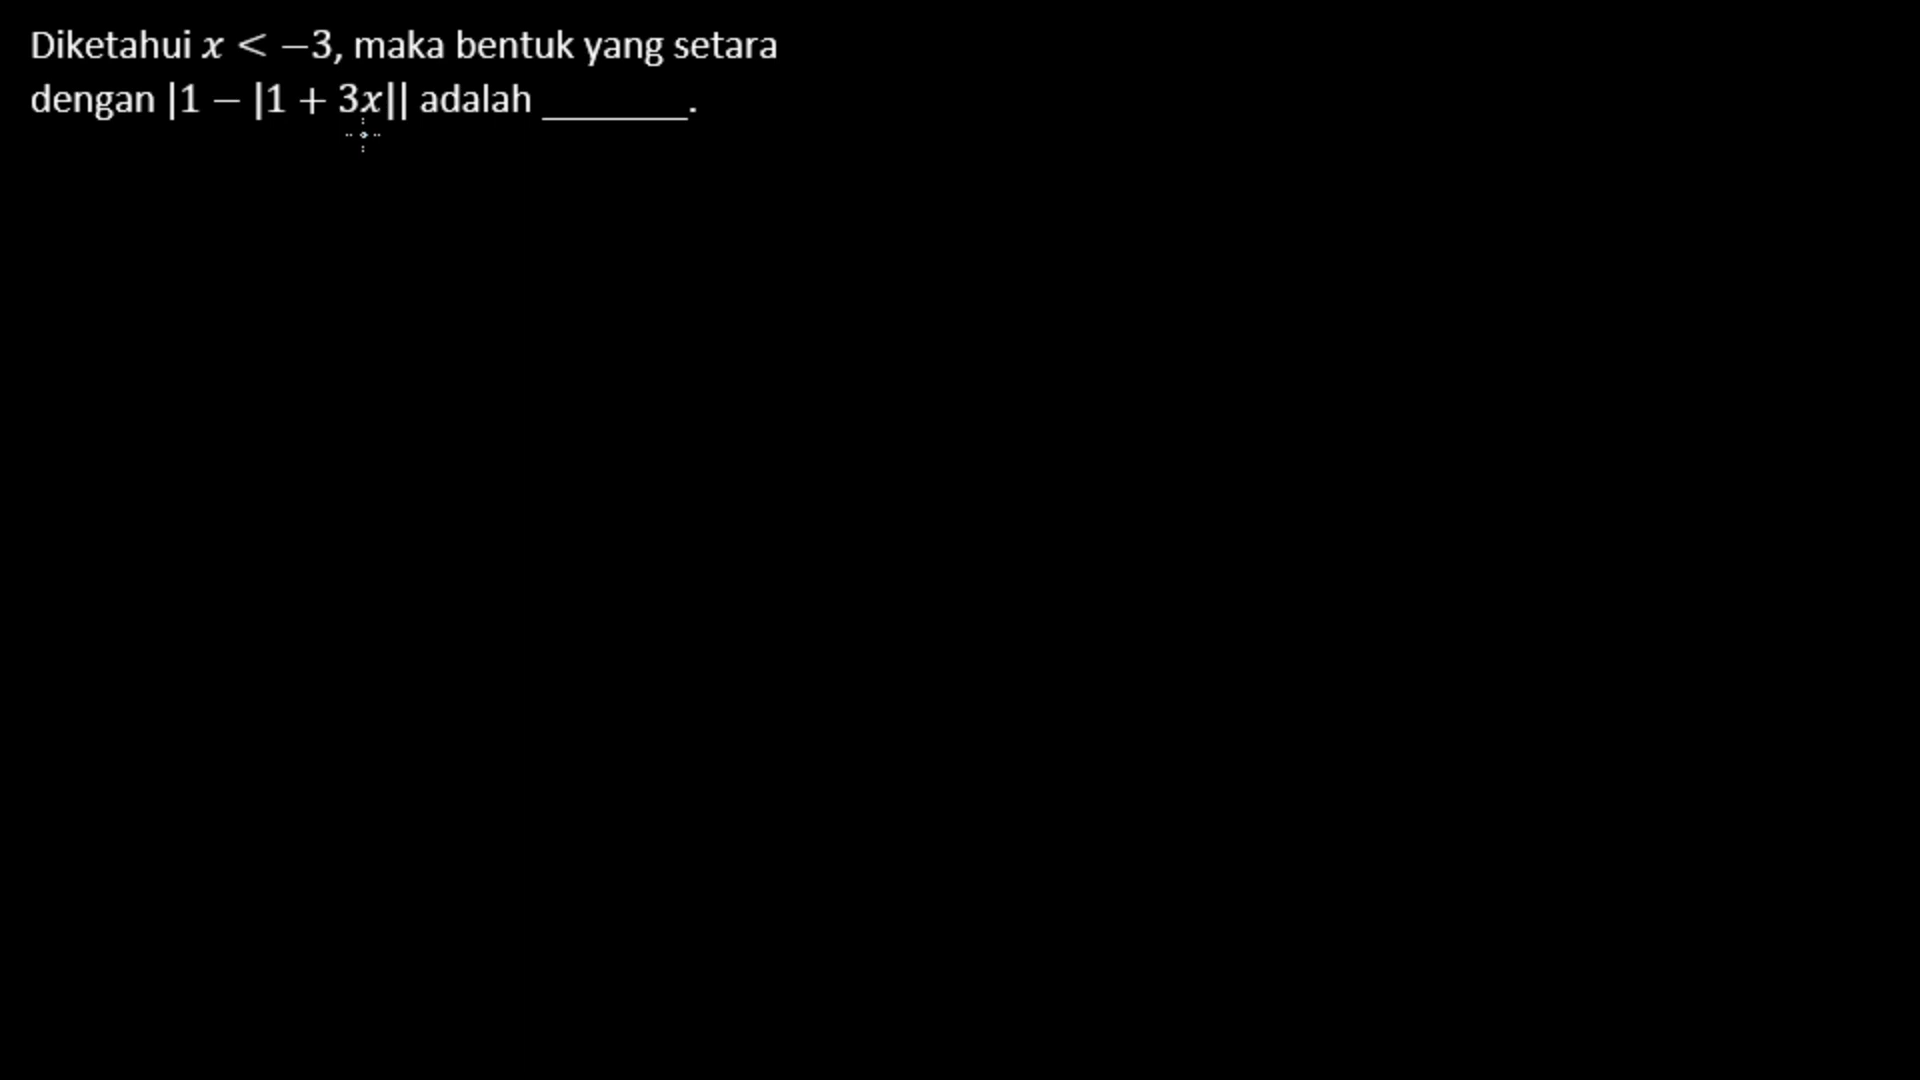 Diketahui x < −3, maka bentuk yang setara
dengan |1 − |1 + 3x|| adalah _______.